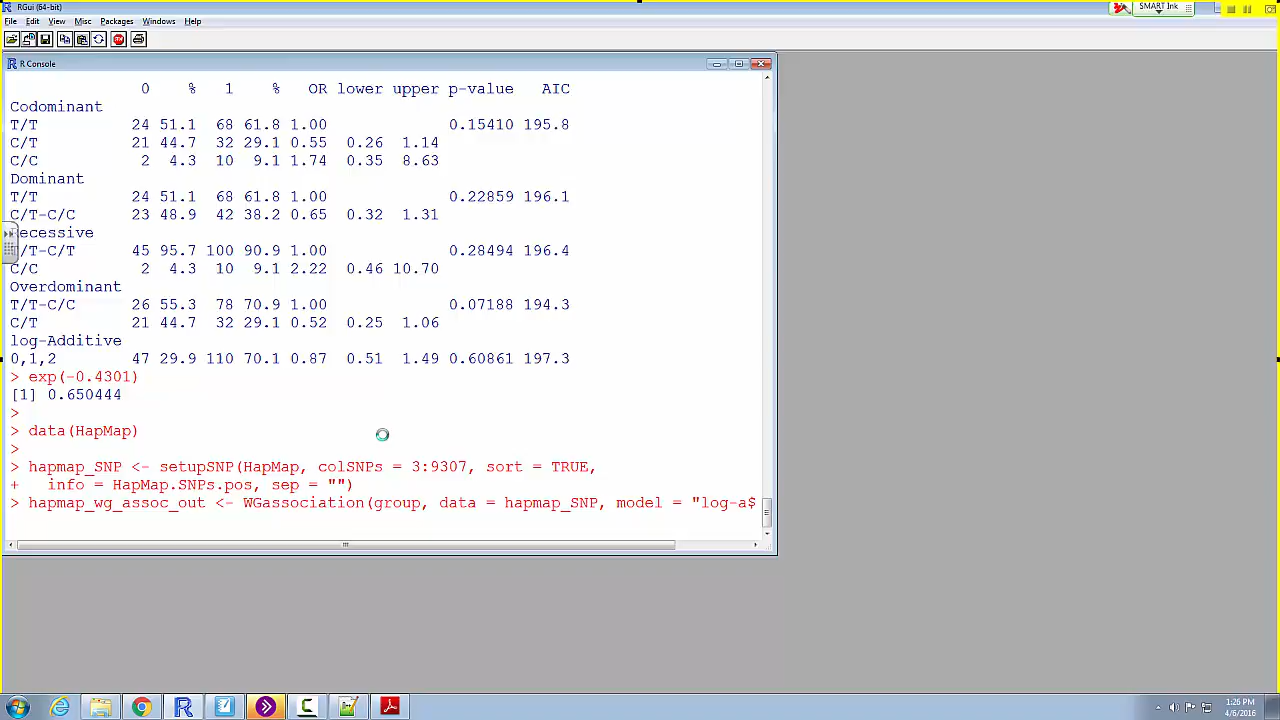 RGui (64-bit)
SMART Ink
File Edit View Misc Packages Windows Help
STOP
R Console
0 % 1 % OR lower upper p-value AIC
Codominant
T/T 24 51.1 68 61.8 1.00 0.15410 195.8
C/T 21 44.7 32 29.1 0.55 0.26 1.14
C/C 2 4.3 10 9.1 1.74 0.35 8.63
Dominant
T/T 24 51.1 68 61.8 1.00 0.22859 196.1
C/T-C/C 23 48.9 42 38.2 0.65 0.32 1.31
ecessive
/T-C/T 45 95.7 100 90.9 1.00 0.28494 196.4
C/C 2 4.3 10 9.1 2.22 0.46 10.70
Overdominant
T/T-C/C 26 55.3 78 70.9 1.00 0.07188 194.3
C/T 21 44.7 32 29.1 0.52 0.25 1.06
log-Additive
0,1,2 47 29.9 110 70.1 0.87 0.51 1.49 0.60861 197.3
> exp(-0.4301)
[1] 0.650444
>
> data(HapMap)
>
> hapmap_SNP <- setupSNP(HapMap, colSNPs = 3:9307, sort = TRUE,
+ info = HapMap.SNPs.pos, sep = "")
> hapmap_wg_assoc_out <- WGassociation(group, data = hapmap_SNP, model = "log-a$
1:26 PM
4/6/2016